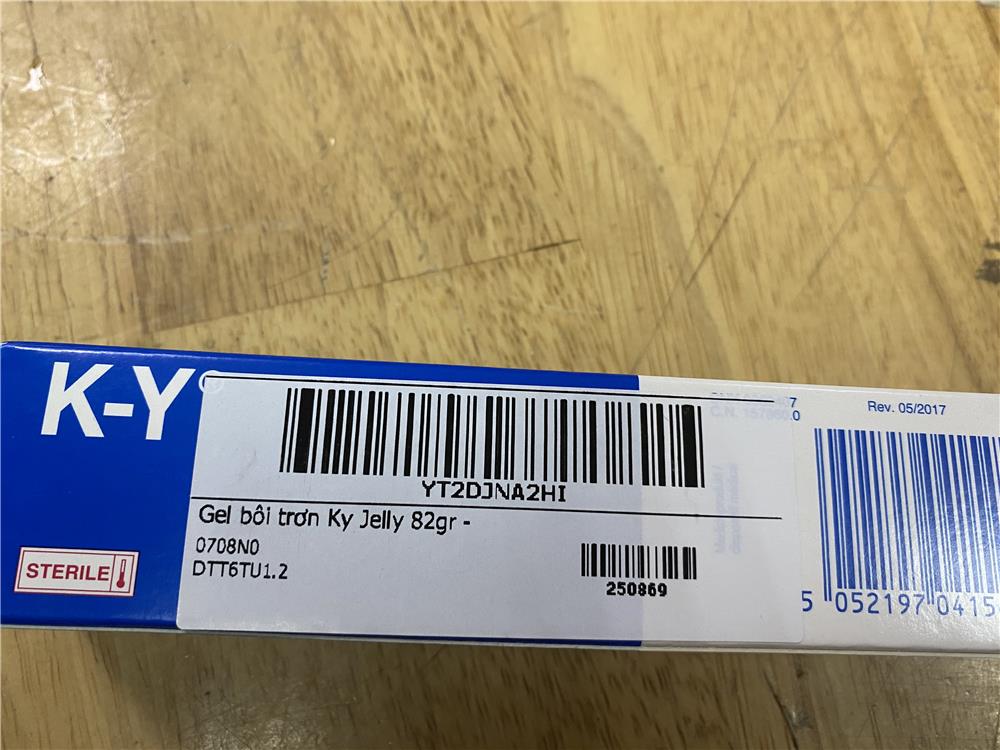 K-Y®
STERILE
YT2DJNA2HI
Gel bôi trơn Ky Jelly 82gr -
0708N0
DTT6TU1.2
250869
C.N.
Rev. 05/2017
5 052197 0415